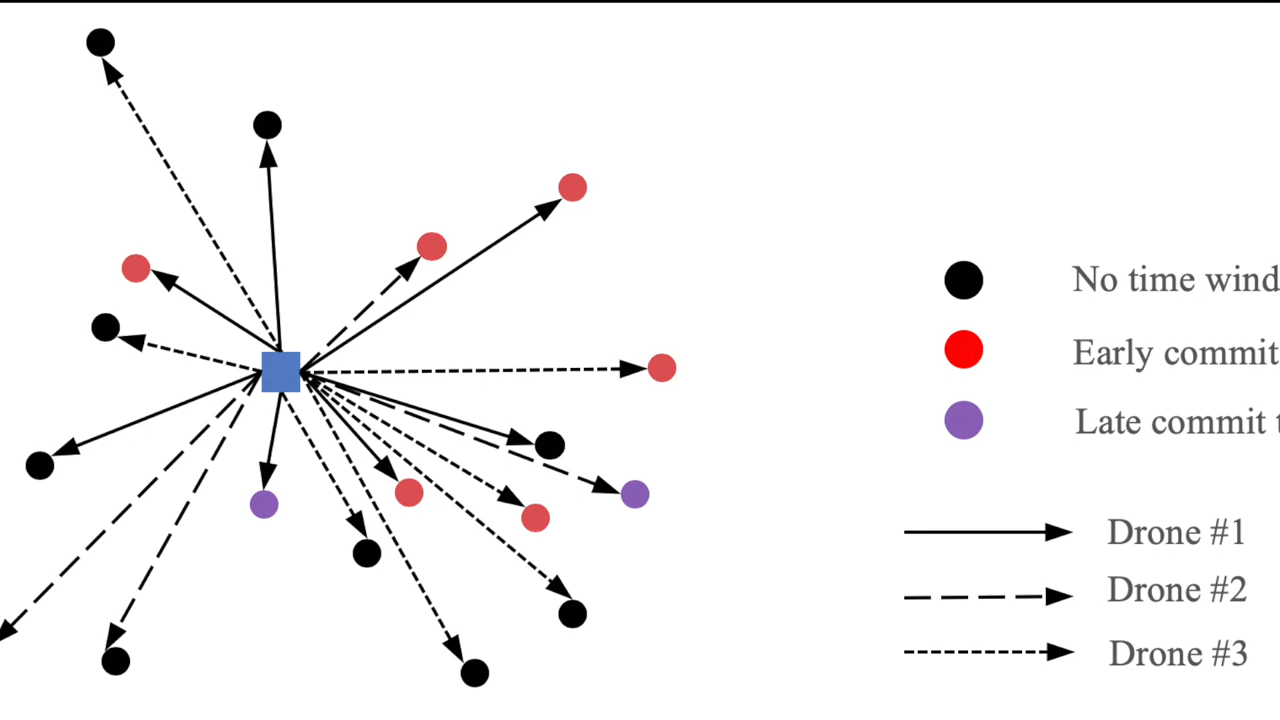 No time wind
Early commit
Late commit t
Drone #1
Drone #2
Drone #3